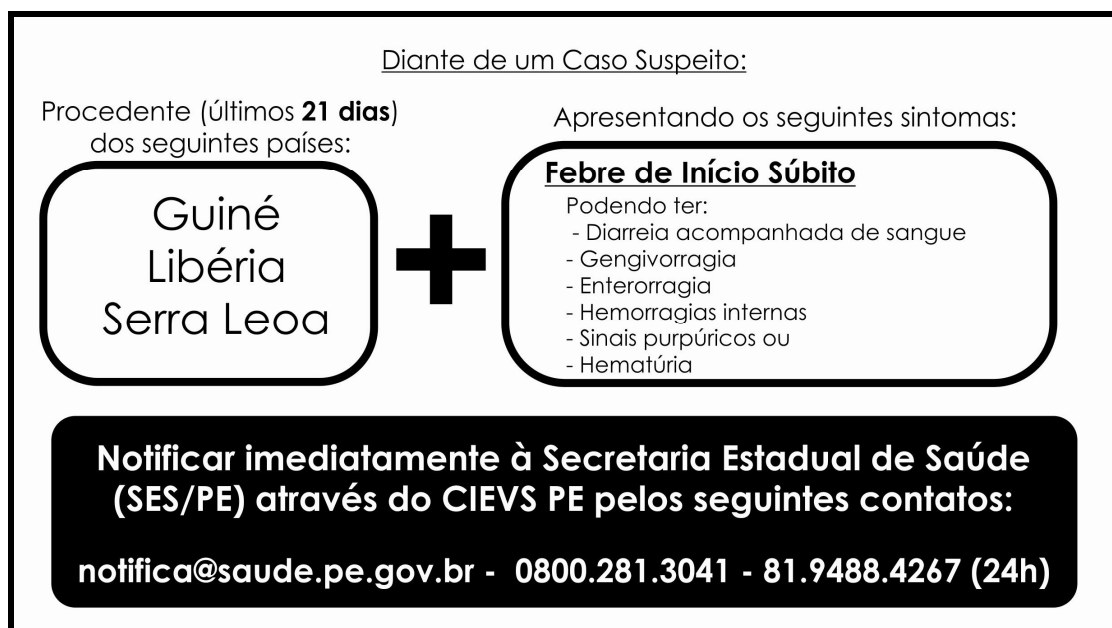 Diante de um Caso Suspeito:
Procedente (últimos 21 dias)
dos seguintes países:
Guiné
Libéria
Serra Leoa
+
Apresentando os seguintes sintomas:
Febre de Início Súbito
Podendo ter:
- Diarreia acompanhada de sangue
- Gengivorragia
- Enterorragia
- Hemorragias internas
- Sinais purpúricos ou
- Hematúria
Notificar imediatamente à Secretaria Estadual de Saúde
(SES/PE) através do CIEVS PE pelos seguintes contatos:
notifica@saude.pe.gov.br - 0800.281.3041 - 81.9488.4267 (24h)